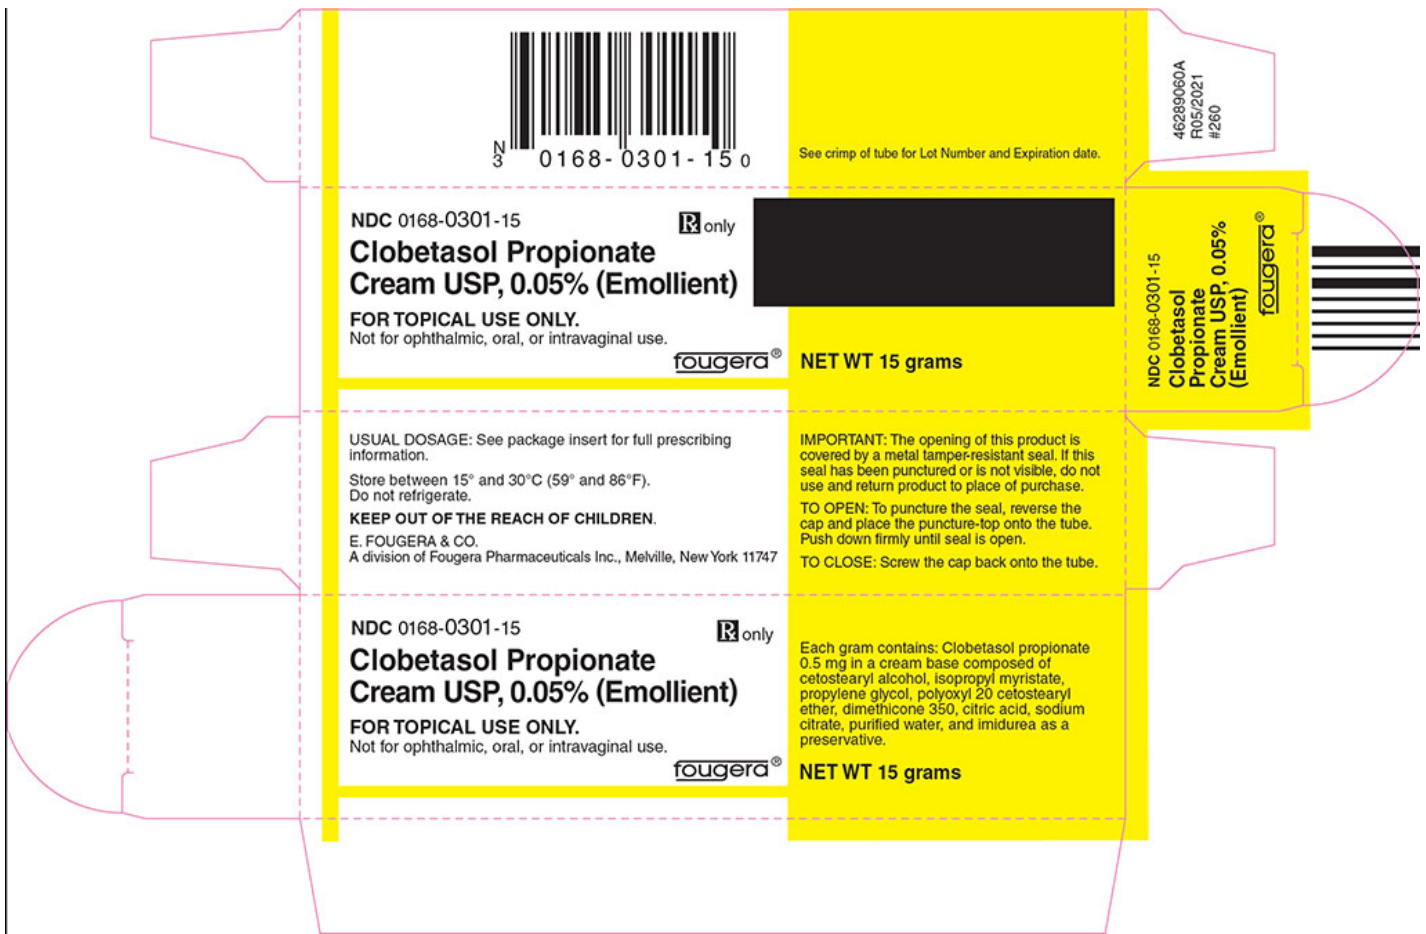 N
3 0168-0301-15 0
See crimp of tube for Lot Number and Expiration date.
46289060A
R05/2021
#260
NDC 0168-0301-15
Rx only
Clobetasol Propionate
Cream USP, 0.05% (Emollient)
FOR TOPICAL USE ONLY.
Not for ophthalmic, oral, or intravaginal use.
fougera®
NET WT 15 grams
NDC 0168-0301-15
Clobetasol
Propionate
Cream USP, 0.05%
(Emollient)
fougera®
USUAL DOSAGE: See package insert for full prescribing
information.
Store between 15° and 30°C (59° and 86°F).
Do not refrigerate.
KEEP OUT OF THE REACH OF CHILDREN.
E. FOUGERA & CO.
A division of Fougera Pharmaceuticals Inc., Melville, New York 11747
IMPORTANT: The opening of this product is
covered by a metal tamper-resistant seal. If this
seal has been punctured or is not visible, do not
use and return product to place of purchase.
TO OPEN: To puncture the seal, reverse the
cap and place the puncture-top onto the tube.
Push down firmly until seal is open.
TO CLOSE: Screw the cap back onto the tube.
NDC 0168-0301-15
Rx only
Clobetasol Propionate
Cream USP, 0.05% (Emollient)
FOR TOPICAL USE ONLY.
Not for ophthalmic, oral, or intravaginal use.
fougera®
Each gram contains: Clobetasol propionate
0.5 mg in a cream base composed of
cetostearyl alcohol, isopropyl myristate,
propylene glycol, polyoxyl 20 cetostearyl
ether, dimethicone 350, citric acid, sodium
citrate, purified water, and imidurea as a
preservative.
NET WT 15 grams